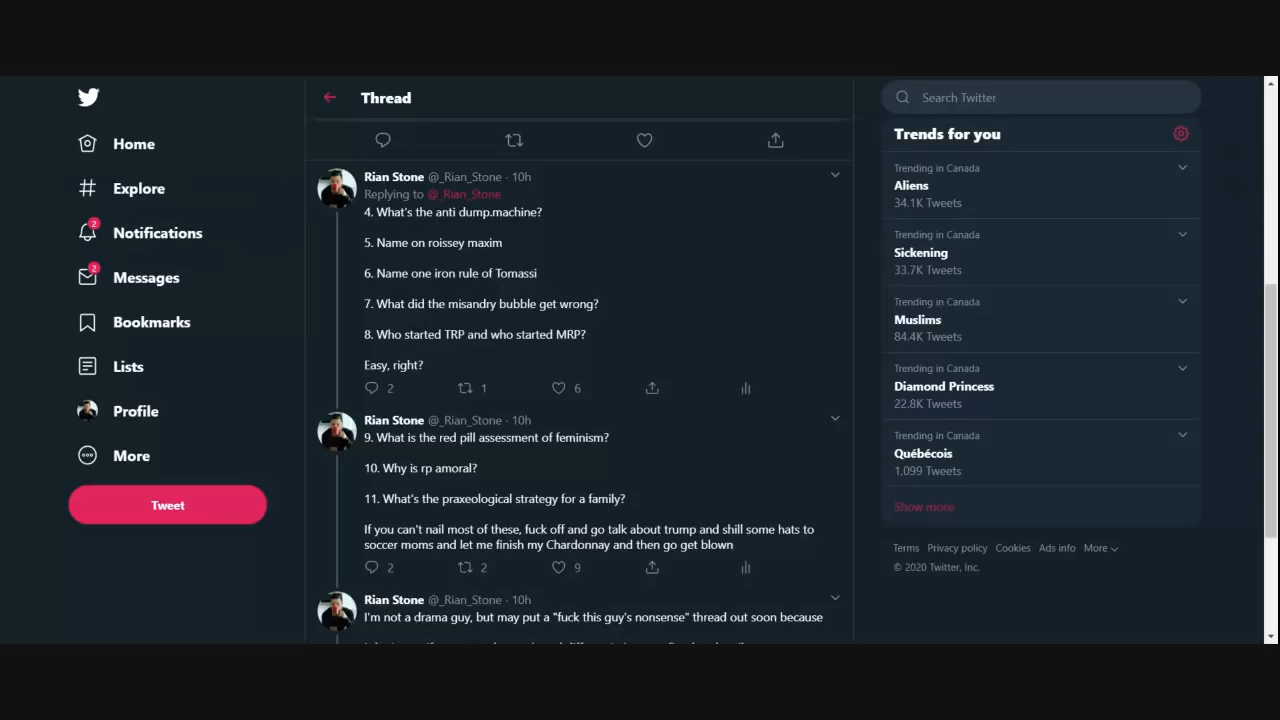 Home
Explore
2
Notifications
2
Messages
Bookmarks
Lists
Profile
More
Tweet
Thread
Rian Stone @_Rian_Stone · 10h
Replying to @_Rian_Stone
4. What's the anti dump.machine?
5. Name on roissey maxim
6. Name one iron rule of Tomassi
7. What did the misandry bubble get wrong?
8. Who started TRP and who started MRP?
Easy, right?
2 1 6
Rian Stone @_Rian_Stone · 10h
9. What is the red pill assessment of feminism?
10. Why is rp amoral?
11. What's the praxeological strategy for a family?
If you can't nail most of these, fuck off and go talk about trump and shill some hats to
soccer moms and let me finish my Chardonnay and then go get blown
2 2 9
Rian Stone @_Rian_Stone · 10h
I'm not a drama guy, but may put a "fuck this guy's nonsense" thread out soon because
Search Twitter
Trends for you
Trending in Canada
Aliens
34.1K Tweets
Trending in Canada
Sickening
33.7K Tweets
Trending in Canada
Muslims
84.4K Tweets
Trending in Canada
Diamond Princess
22.8K Tweets
Trending in Canada
Québécois
1,099 Tweets
Show more
Terms Privacy policy Cookies Ads info More
© 2020 Twitter, Inc.